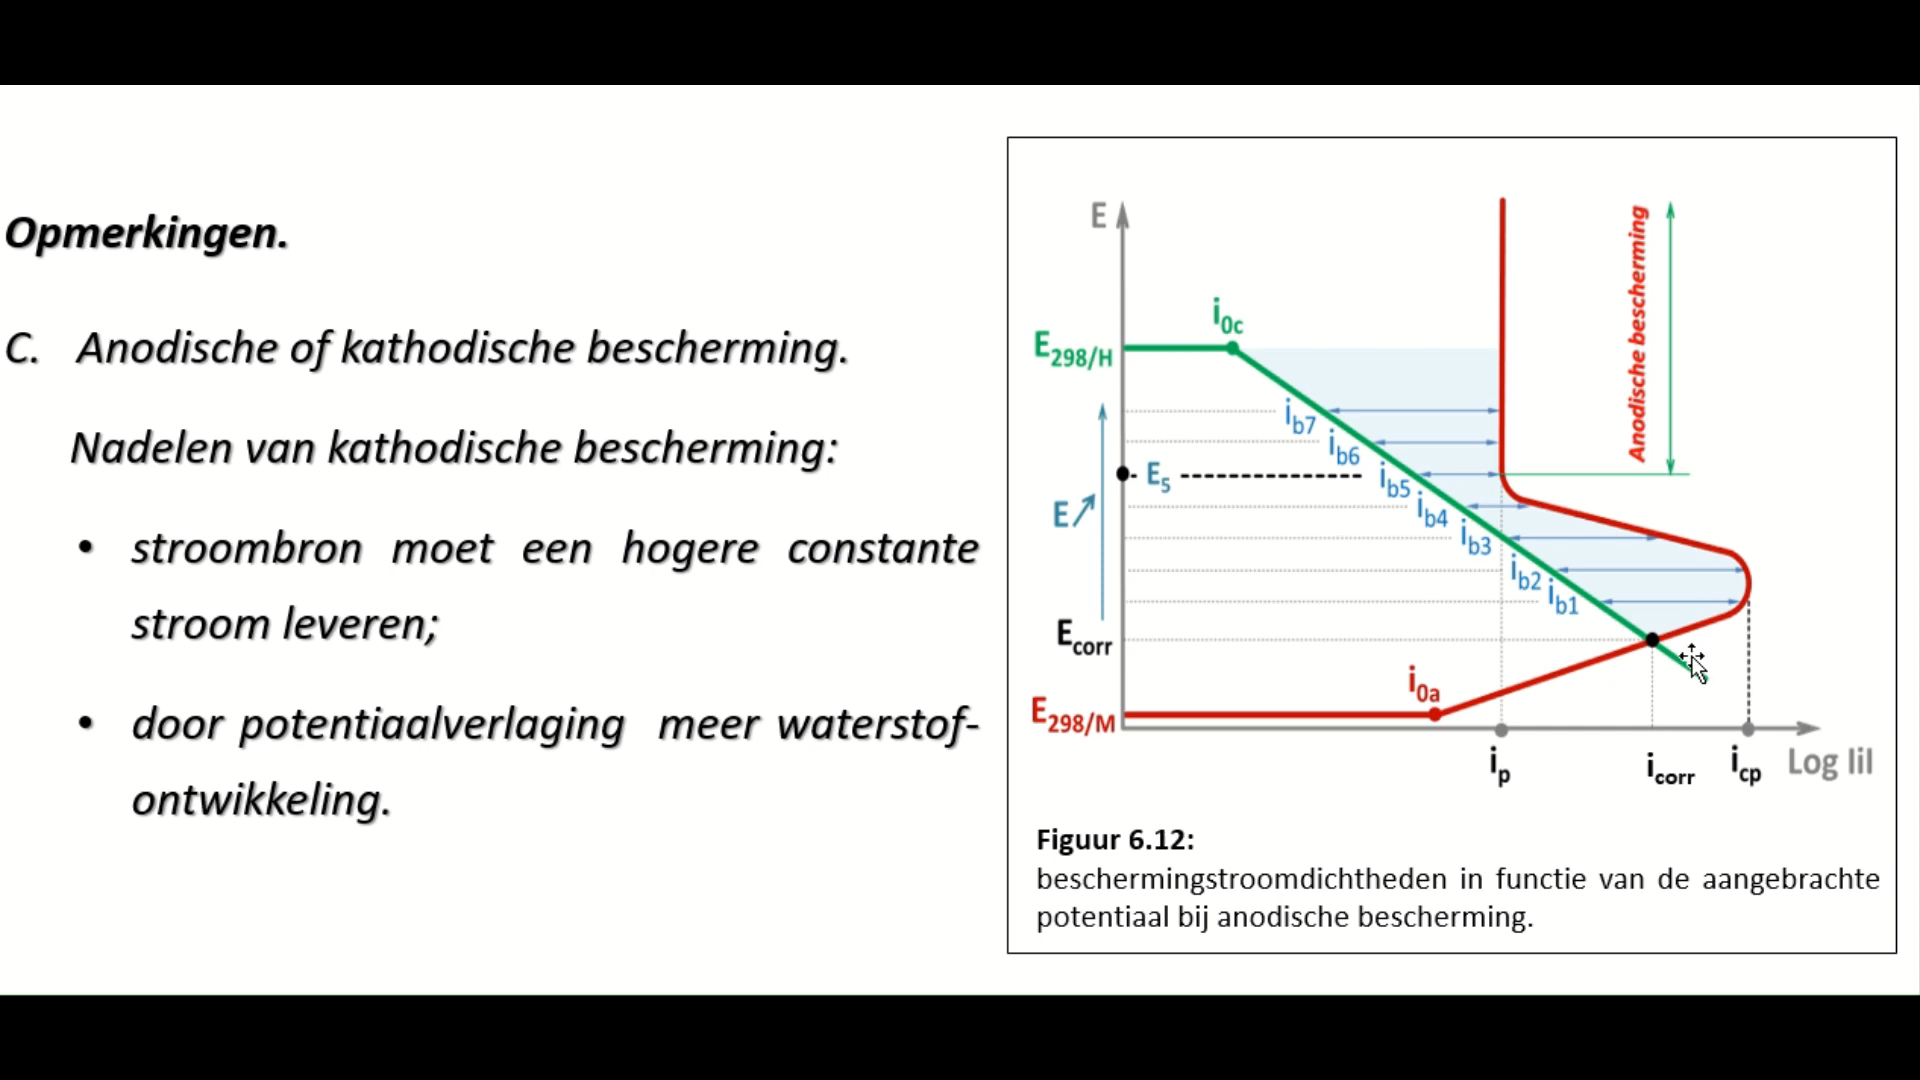 Opmerkingen.
C. Anodische of kathodische bescherming.
Nadelen van kathodische bescherming:
• stroombron moet een hogere constante
stroom leveren;
• door potentiaalverlaging meer waterstof-
ontwikkeling.
E
Anodische bescherming
i0c
E298/H
ib7
ib6
E5
ib5
ib4
E↗
ib3
ib2
ib1
Ecorr
i0a
E298/M
ip
icorr
icp
Log IiI
Figuur 6.12:
beschermingstroomdichtheden in functie van de aangebrachte
potentiaal bij anodische bescherming.